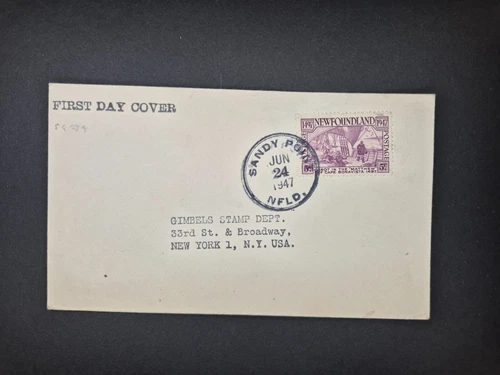 FIRST DAY COVER
1497 NEWFOUNDLAND 1947
POSTAGE
5c
SANDY POINT
JUN
24
1947
NFLD.
GIMBELS STAMP DEPT.
33rd St. & Broadway,
NEW YORK 1, N.Y. USA.